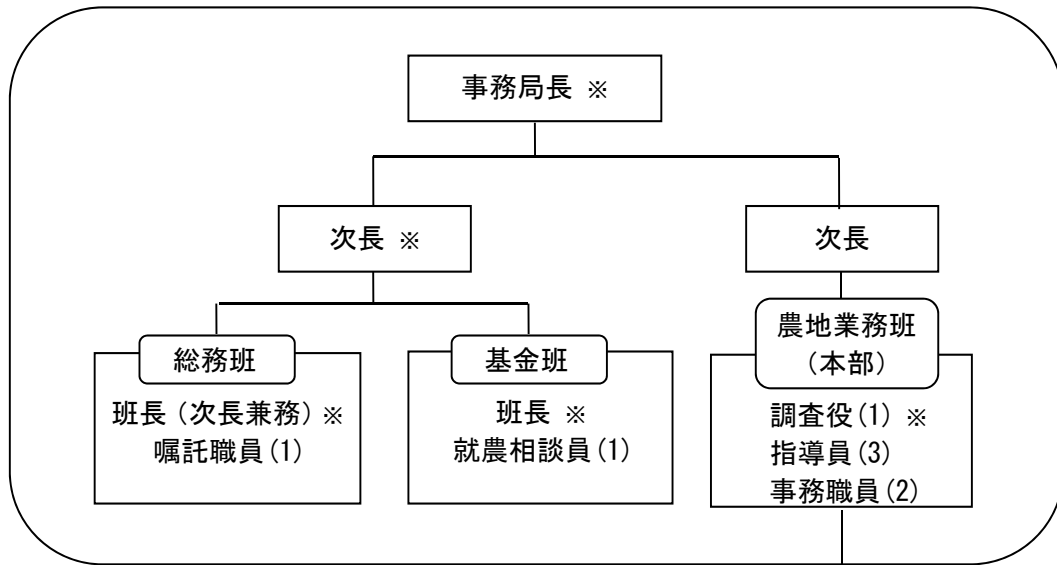 事務局長 ※
次長 ※
次長
総務班
班長(次長兼務)※
嘱託職員(1)
基金班
班長 ※
就農相談員(1)
農地業務班
(本部)
調査役(1) ※
指導員(3)
事務職員(2)